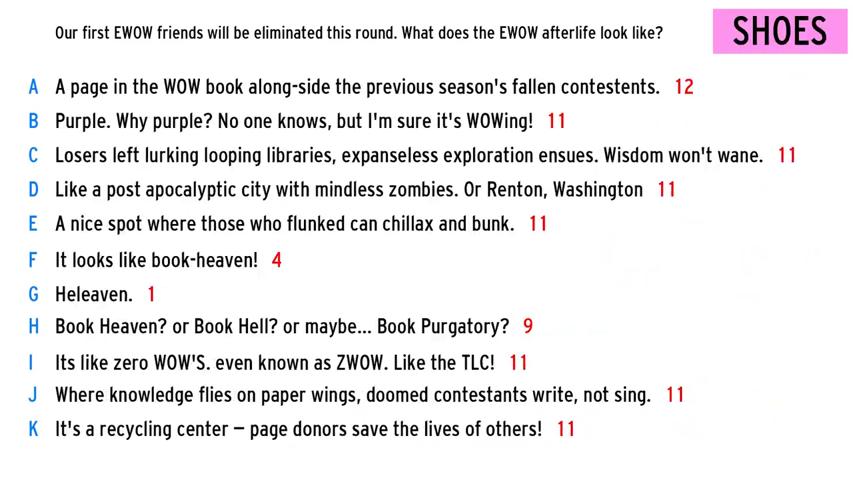 Our first EWOW friends will be eliminated this round. What does the EWOW afterlife look like?
SHOES
A A page in the WOW book along-side the previous season's fallen contestents. 12
B Purple. Why purple? No one knows, but I'm sure it's WOWing! 11
C Losers left lurking looping libraries, expanseless exploration ensues. Wisdom won't wane. 11
D Like a post apocalyptic city with mindless zombies. Or Renton, Washington 11
E A nice spot where those who flunked can chillax and bunk. 11
F It looks like book-heaven! 4
G Heleaven. 1
H Book Heaven? or Book Hell? or maybe... Book Purgatory? 9
I Its like zero WOW'S. even known as ZWOW. Like the TLC! 11
J Where knowledge flies on paper wings, doomed contestants write, not sing. 11
K It's a recycling center – page donors save the lives of others! 11